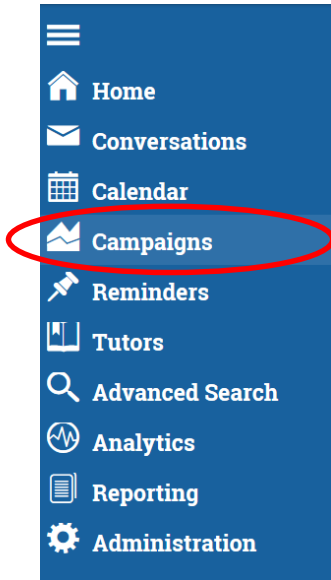 Home
Conversations
Calendar
Campaigns
Reminders
Tutors
Advanced Search
Analytics
Reporting
Administration